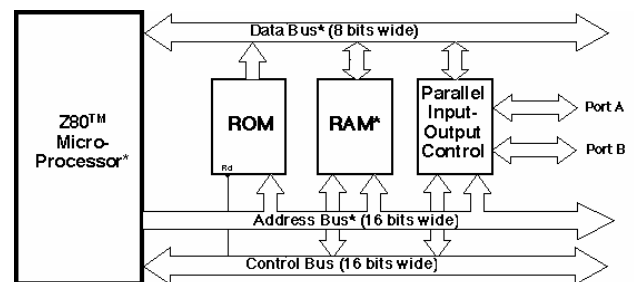 Data Bus* (8 bits wide)
Z80TM
Micro-
Processor*
ROM
Rd
RAM*
Parallel
Input-
Output
Control
Port A
Port B
Address Bus* (16 bits wide)
Control Bus (16 bits wide)